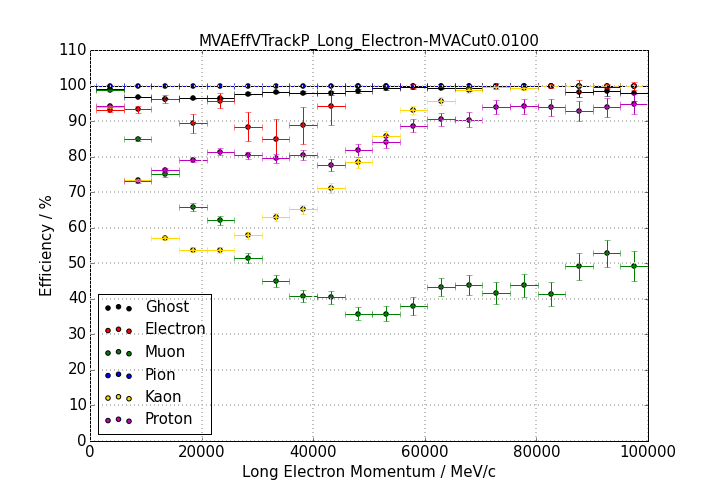 MVAEffVTrackP_Long_Electron-MVACut0.0100
110
100
90
80
70
60
50
40
30
20
10
0
Efficiency / %
Ghost
Electron
Muon
Pion
Kaon
Proton
0 20000 40000 60000 80000 100000
Long Electron Momentum / MeV/c